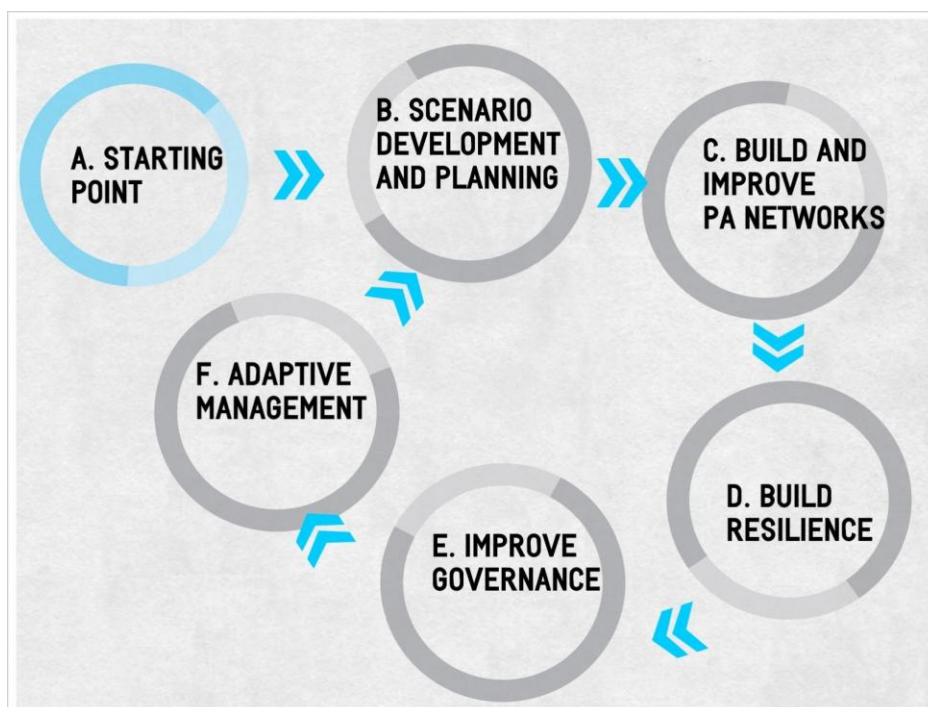 A. STARTING
POINT
B. SCENARIO
DEVELOPMENT
AND PLANNING
C. BUILD AND
IMPROVE
PA NETWORKS
D. BUILD
RESILIENCE
E. IMPROVE
GOVERNANCE
F. ADAPTIVE
MANAGEMENT